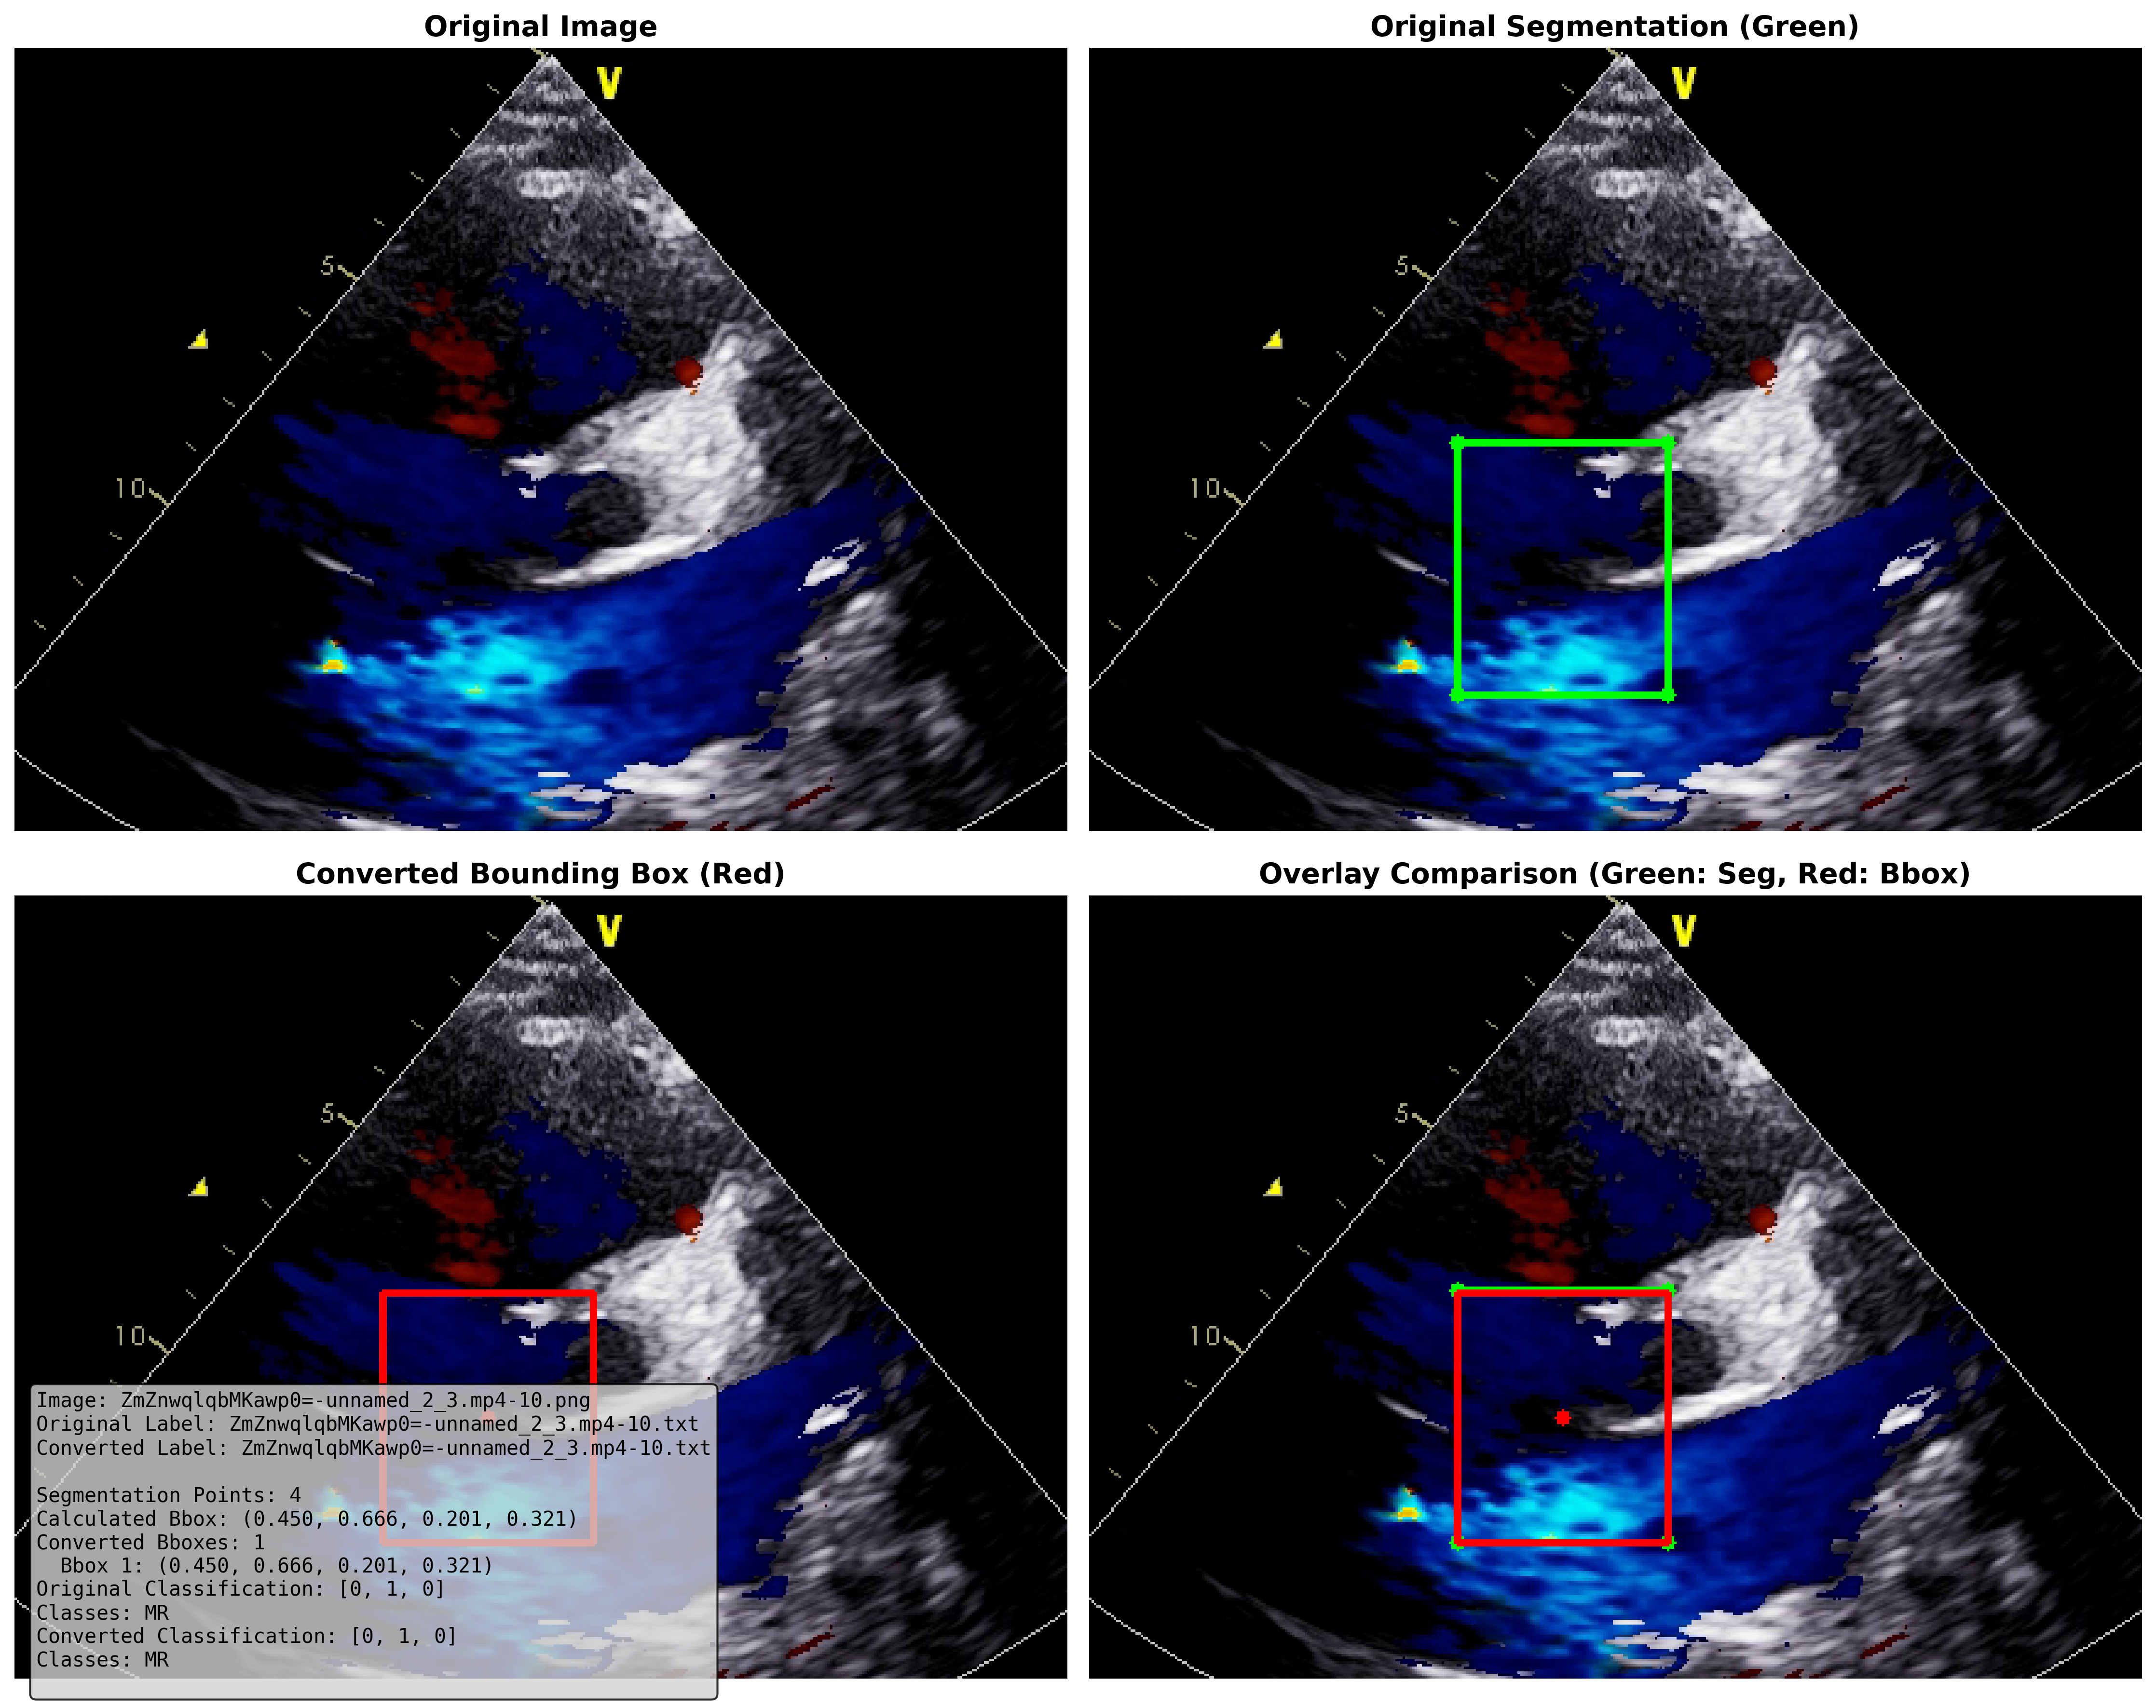 Original Image
Original Segmentation (Green)
V
5
10
V
5
10
Converted Bounding Box (Red)
Overlay Comparison (Green: Seg, Red: Bbox)
V
5
10
V
5
10
Image: ZmZnwqlqbMKawp0=-unnamed_2_3.mp4-10.png
Original Label: ZmZnwqlqbMKawp0=-unnamed_2_3.mp4-10.txt
Converted Label: ZmZnwqlqbMKawp0=-unnamed_2_3.mp4-10.txt
Segmentation Points: 4
Calculated Bbox: (0.450, 0.666, 0.201, 0.321)
Converted Bboxes: 1
Bbox 1: (0.450, 0.666, 0.201, 0.321)
Original Classification: [0, 1, 0]
Classes: MR
Converted Classification: [0, 1, 0]
Classes: MR